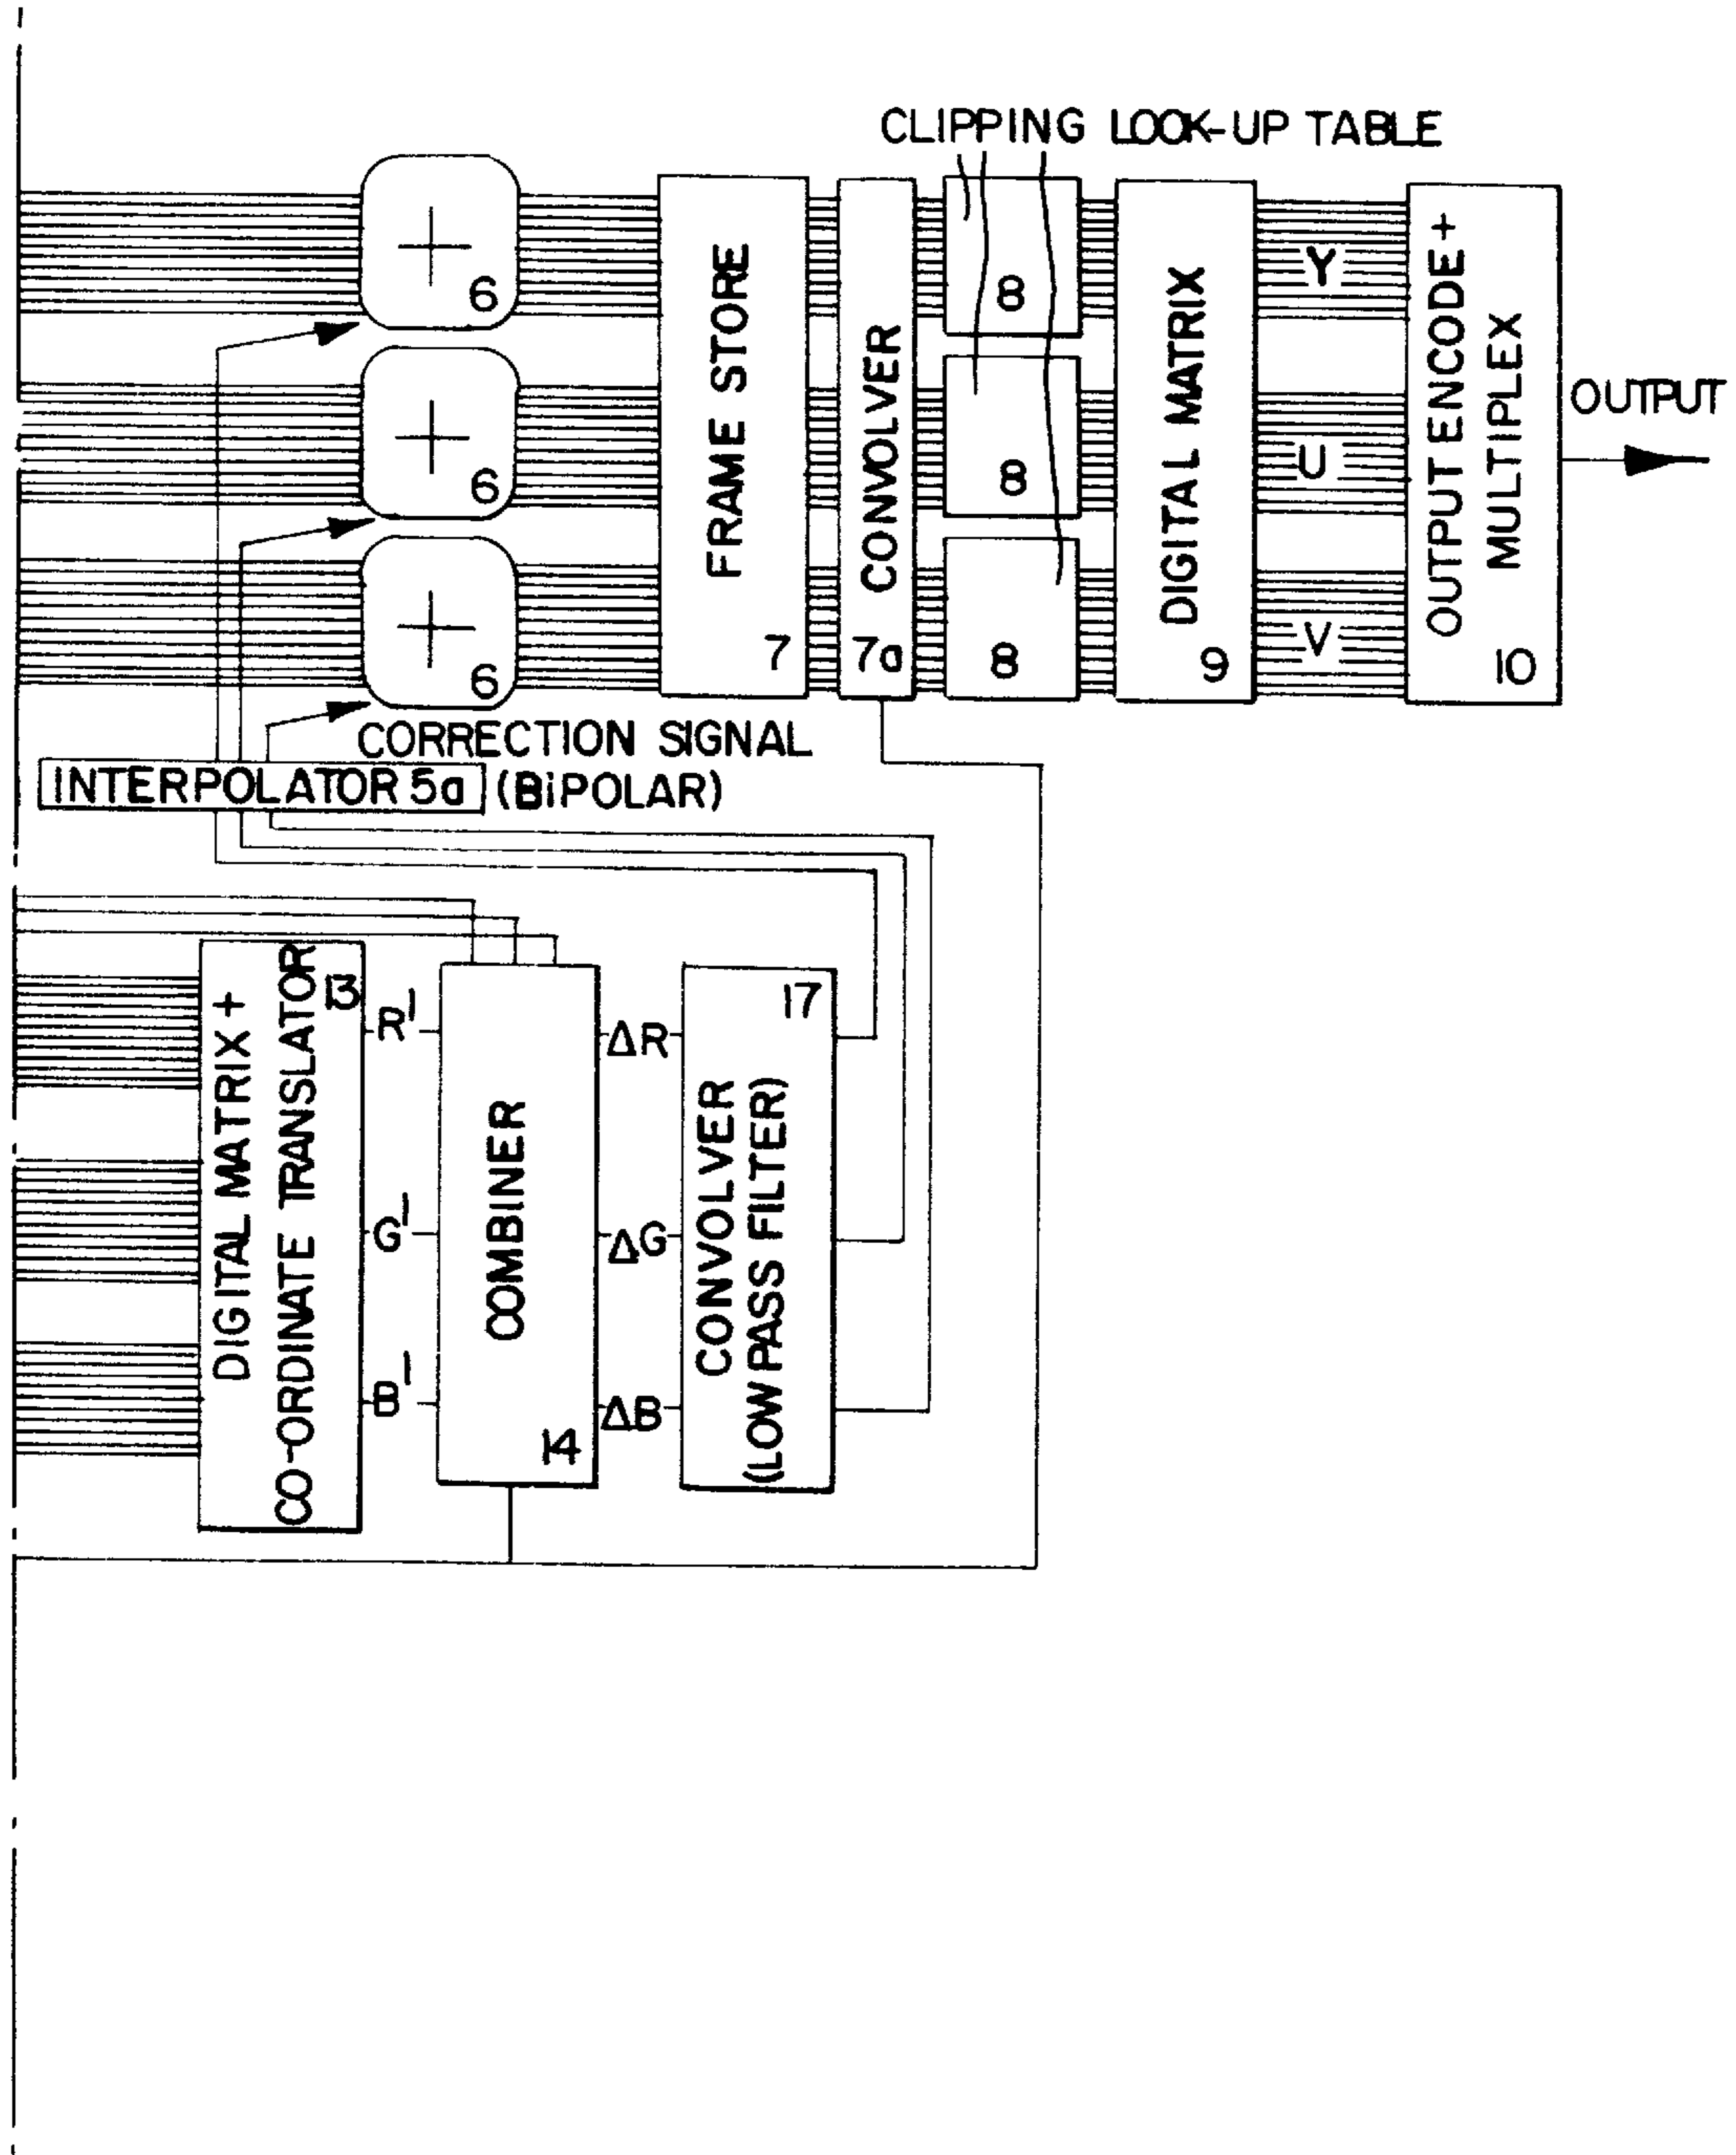 CLIPPING LOOK-UP TABLE
+
6
+
6
+
6
FRAME STORE
7
CONVOLVER
7a
8
8
8
DIGITAL MATRIX
9
Y
U
V
OUTPUT ENCODE +
MULTIPLEX
10
OUTPUT
CORRECTION SIGNAL
(BiPOLAR)
INTERPOLATOR 5a
DIGITAL MATRIX +
CO-ORDINATE TRANSLATOR
13
R'
G'
B'
COMBINER
14
ΔR
ΔG
ΔB
CONVOLVER
(LOW PASS FILTER)
17